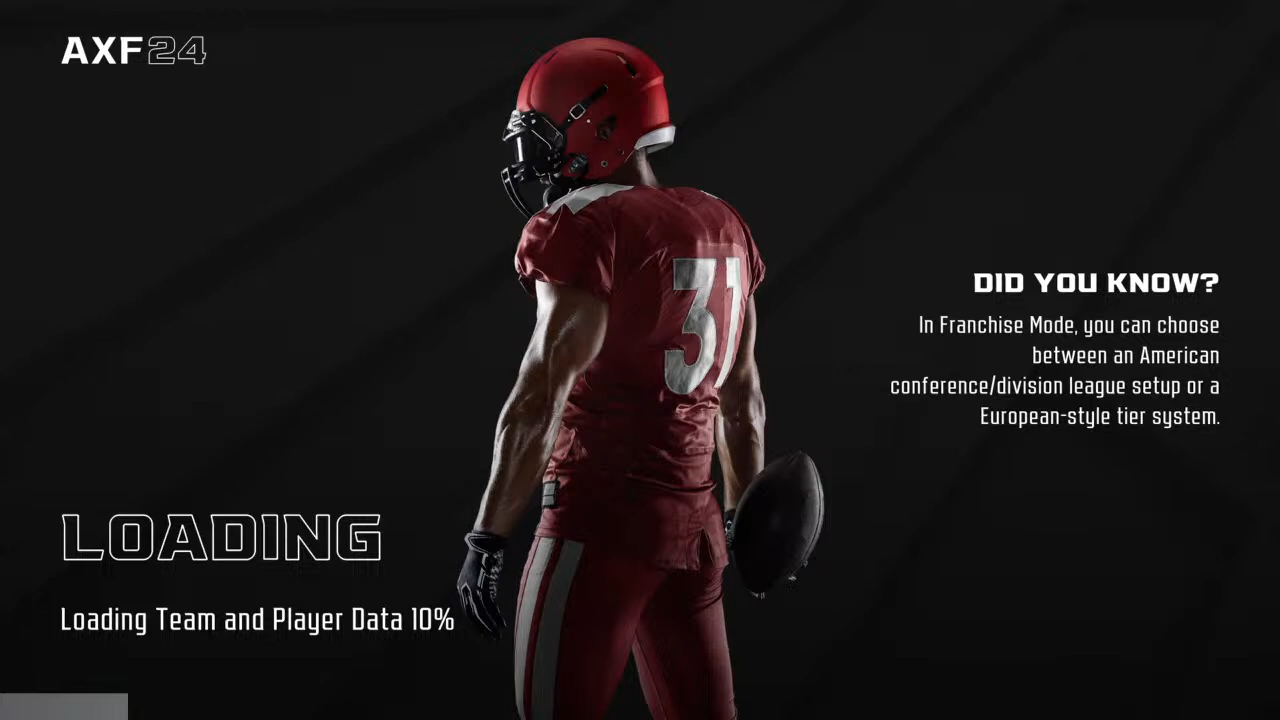 AXF24
DID YOU KNOW?
In Franchise Mode, you can choose
between an American
conference/division league setup or a
European-style tier system.
31
LOADING
Loading Team and Player Data 10%